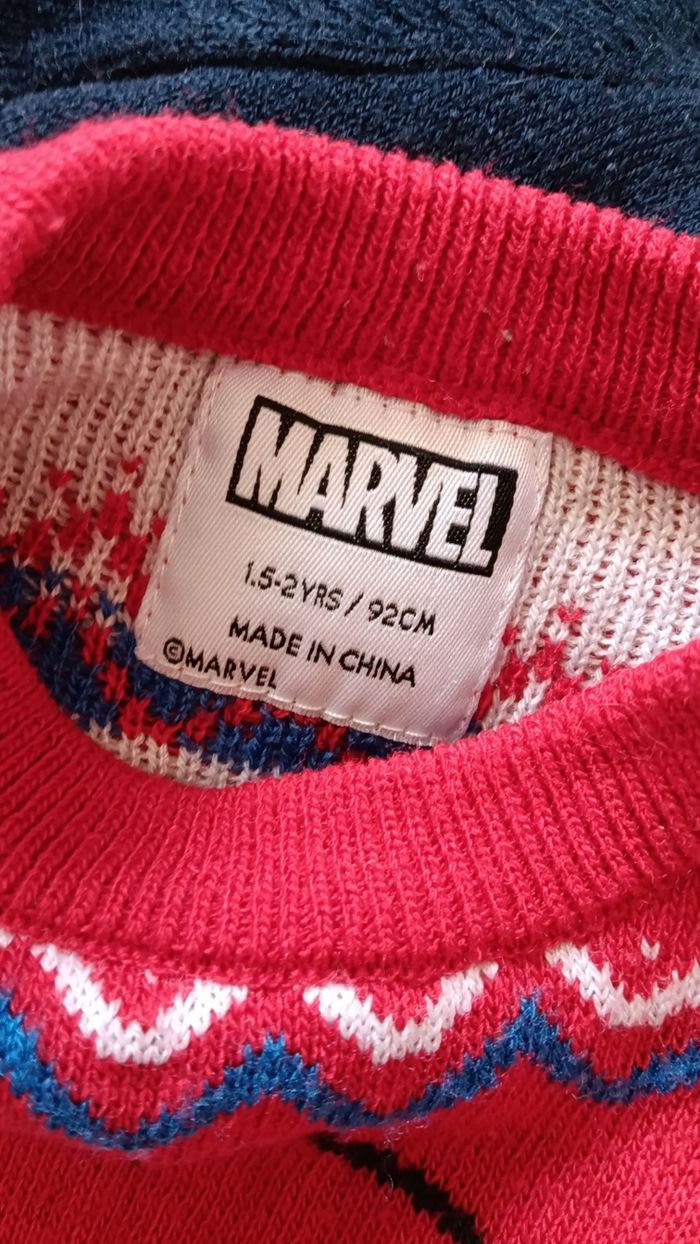 MARVEL
1.5-2YRS / 92CM
MADE IN CHINA
©MARVEL